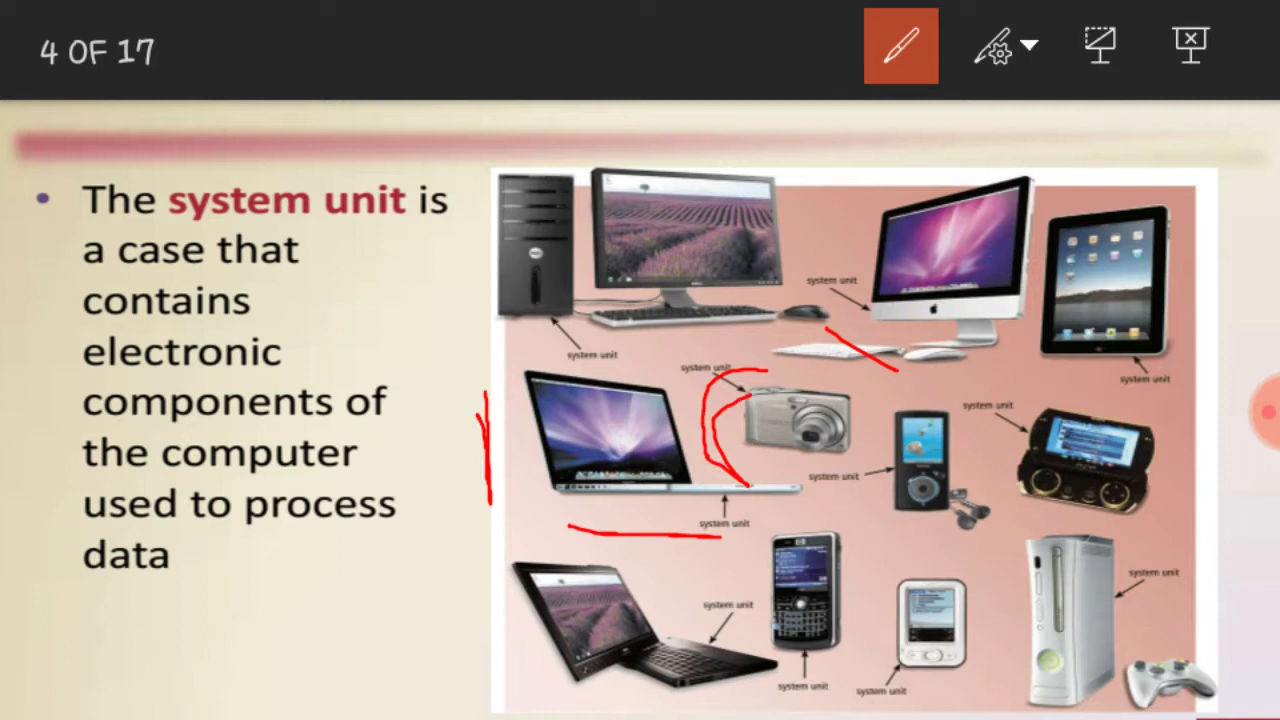 4 OF 17
• The system unit is
a case that
contains
electronic
components of
the computer
used to process
data
system unit
system unit
system unit
system unit
system unit
system unit
system unit
system unit
system unit
system unit
system unit
system unit